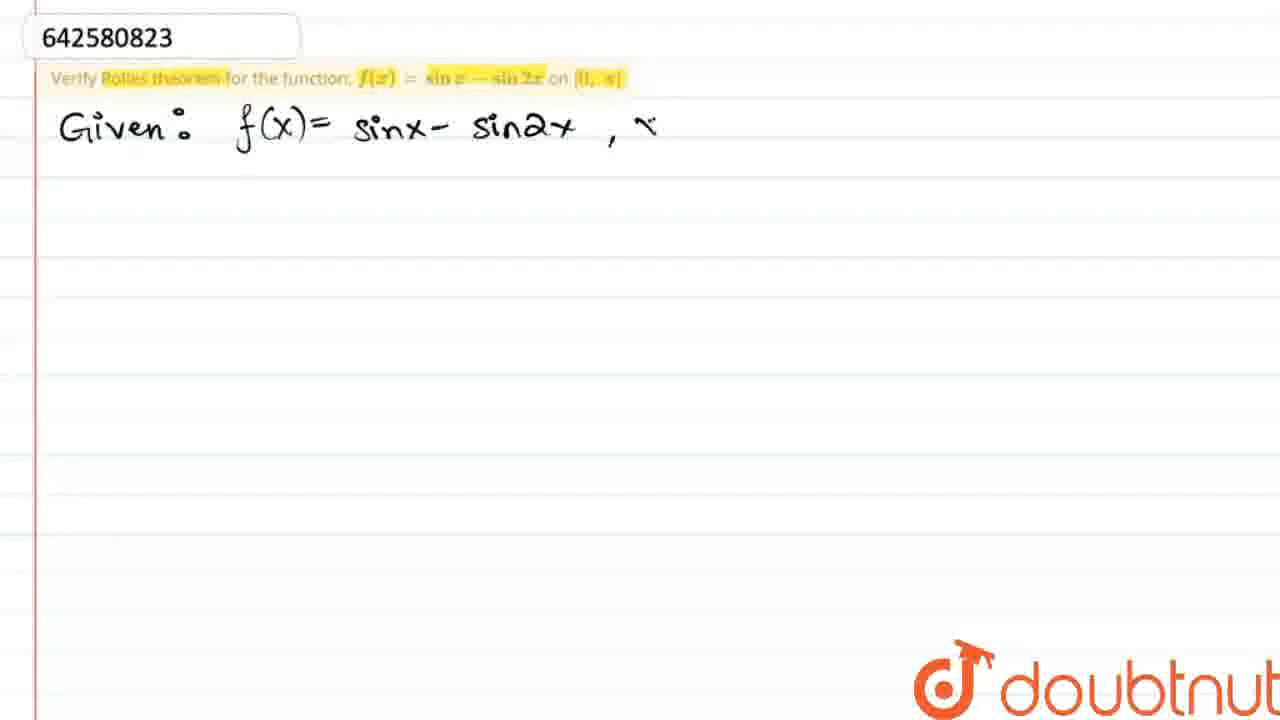 642580823
Verify Rolles theorem for the function: f(x) = sin x − sin 2x on [0, π]
Given: f(x)= sinx- sin2x , x
doubtnut